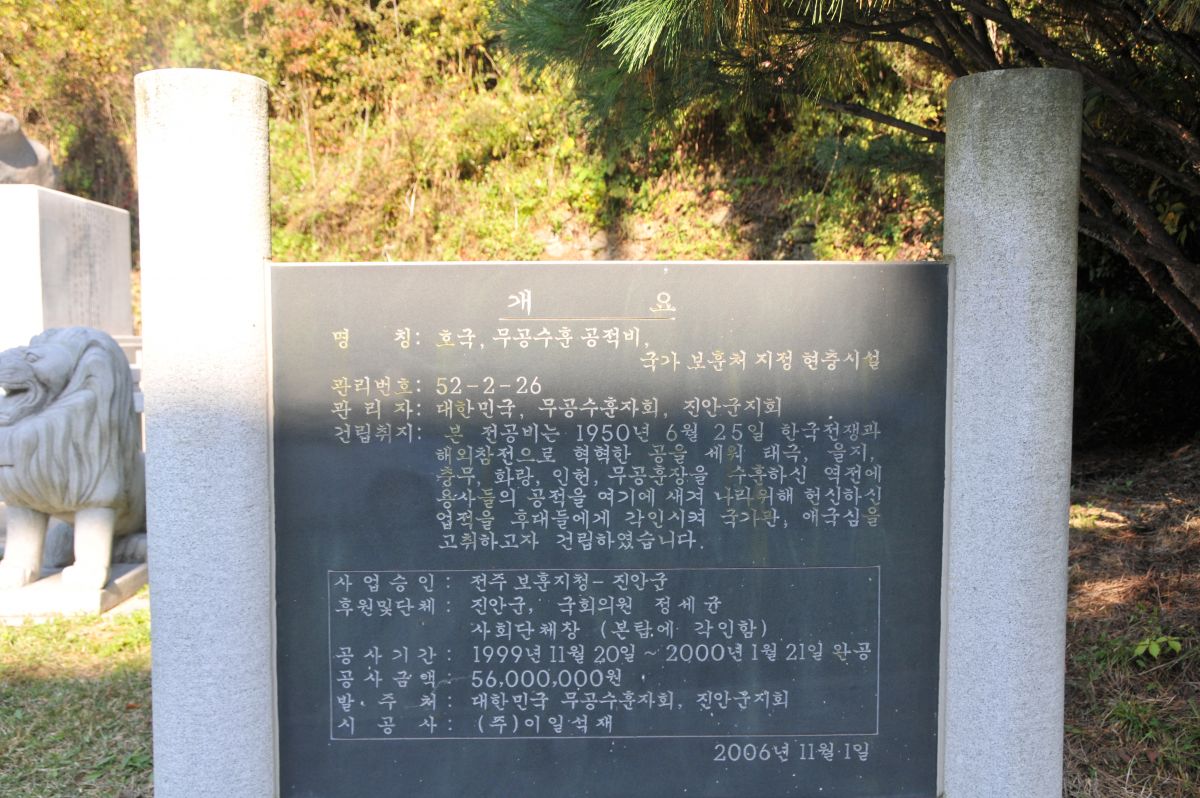 개 요
명 칭: 호국, 무공수훈 공적비,
국가 보훈처 지정 현충시설
관리번호: 52-2-26
관 리 자: 대한민국, 무공수훈자회, 진안군지회
건립취지: 본 전공비는 1950년 6월 25일 한국전쟁과
해외참전으로 혁혁한 공을 세워 태극, 을지,
충무, 화랑, 인헌, 무공훈장을 수훈하신 역전에
용사들의 공적을 여기에 새겨 나라위해 헌신하신
업적을 후대들에게 각인시켜 국가관, 애국심을
고취하고자 건립하였습니다.
사 업 승 인 : 전주 보훈지청- 진안군
후원및단체 : 진안군, 국회의원 정세균
사회단체장 (본탑에 각인함)
공 사 기 간 : 1999년 11월 20일 ~ 2000년 1월 21일 완공
공 사 금 액 : 56,000,000원
발 주 처 : 대한민국 무공수훈자회, 진안군지회
시 공 사 : (주)이일석재
2006년 11월 1일